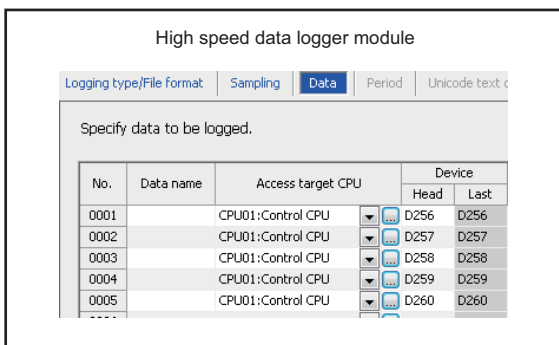 High speed data logger module
Logging type/File format Sampling Data Period Unicode text
Specify data to be logged.
No. Data name Access target CPU Device
Head Last
0001 CPU01:Control CPU ... D256 D256
0002 CPU01:Control CPU ... D257 D257
0003 CPU01:Control CPU ... D258 D258
0004 CPU01:Control CPU ... D259 D259
0005 CPU01:Control CPU ... D260 D260